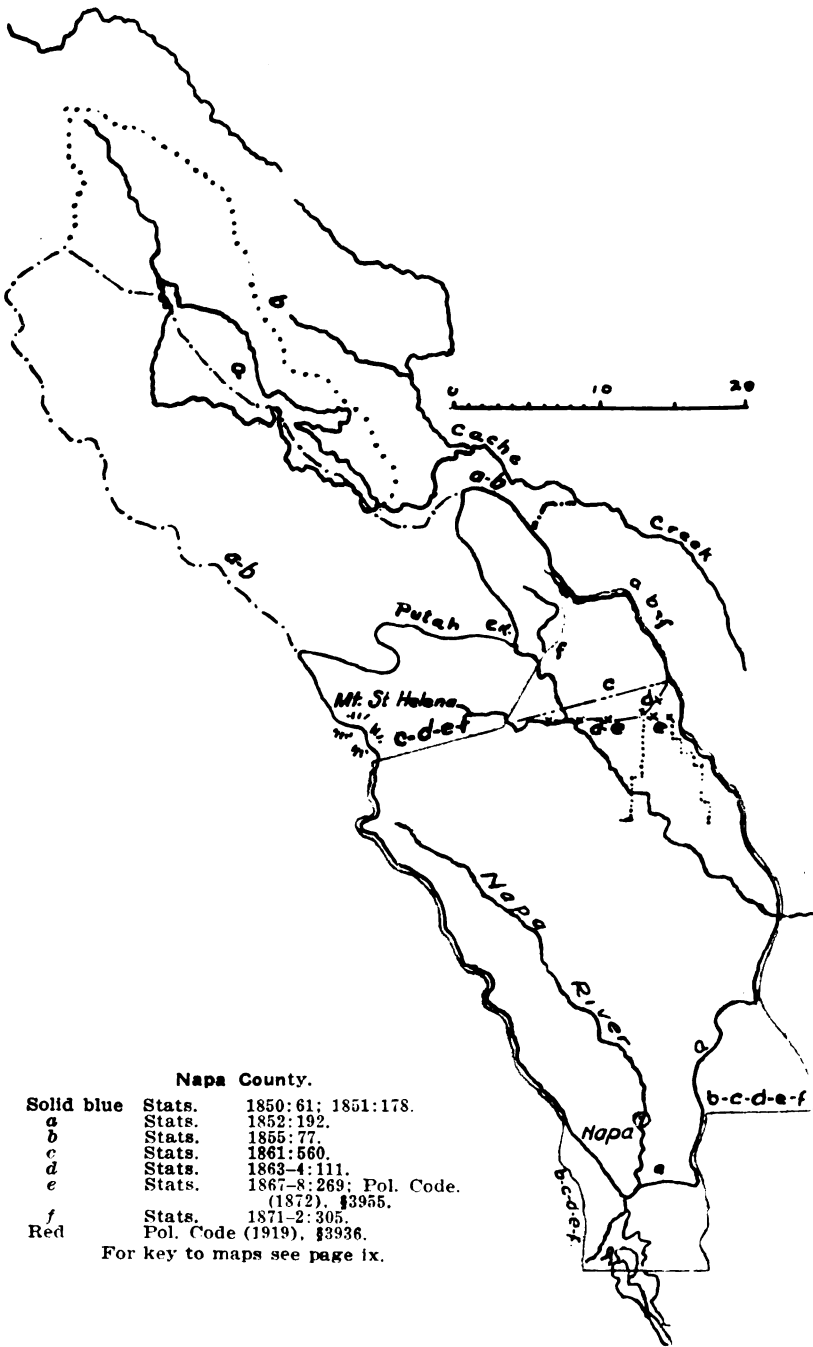 b
a
0 10 20
Cache
a-b
Creek
a-b
a b-f
Putah cr.
f
c
Mt. St Helena
d
c-d-e-f
d-e
e
Napa
River
a
b-c-d-e-f
Napa
a
b-c-d-e-f.
Napa County.
Solid blue Stats. 1850:61; 1851:178.
a Stats. 1852:192.
b Stats. 1855:77.
c Stats. 1861:560.
d Stats. 1863-4:111.
e Stats. 1867-8:269; Pol. Code.
(1872), §3955.
f Stats. 1871-2:305.
Red Pol. Code (1919), §3936.
For key to maps see page ix.